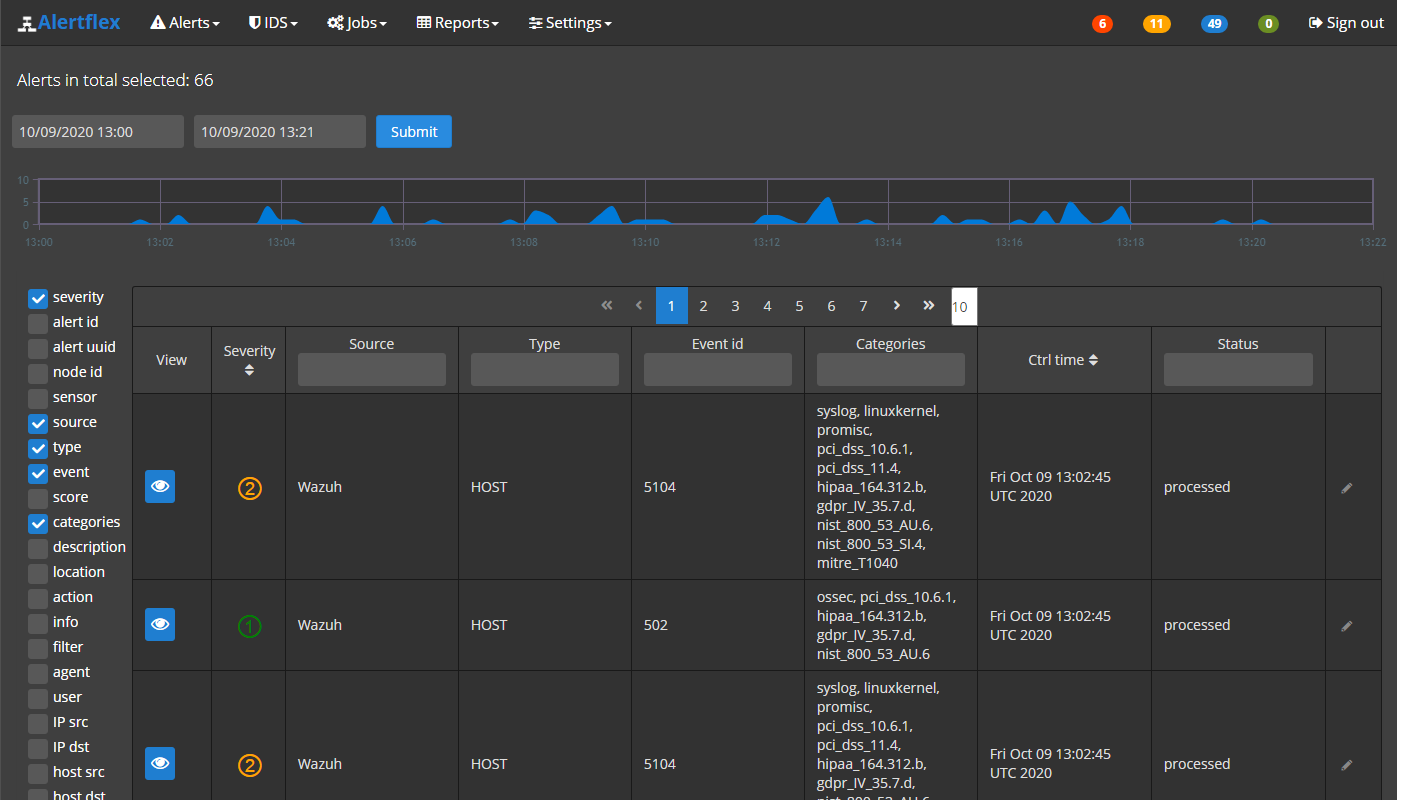 Alertflex Alerts IDS Jobs Reports Settings 6 11 49 0 Sign out
Alerts in total selected: 66
10/09/2020 13:00 10/09/2020 13:21 Submit
10
5
0
13:00 13:02 13:04 13:06 13:08 13:10 13:12 13:14 13:16 13:18 13:20 13:22
severity
alert id
alert uuid
node id
sensor
source
type
event
score
categories
description
location
action
info
filter
agent
user
IP src
IP dst
host src
host dst
« ‹ 1 2 3 4 5 6 7 › » 10
View Severity Source Type Event id Categories Ctrl time Status
2 Wazuh HOST 5104
syslog, linuxkernel,
promisc,
pci_dss_10.6.1,
pci_dss_11.4,
hipaa_164.312.b,
gdpr_IV_35.7.d,
nist_800_53_AU.6,
nist_800_53_SI.4,
mitre_T1040
Fri Oct 09 13:02:45
UTC 2020
processed
1 Wazuh HOST 502
ossec, pci_dss_10.6.1,
hipaa_164.312.b,
gdpr_IV_35.7.d,
nist_800_53_AU.6
Fri Oct 09 13:02:45
UTC 2020
processed
2 Wazuh HOST 5104
syslog, linuxkernel,
promisc,
pci_dss_10.6.1,
pci_dss_11.4,
hipaa_164.312.b,
gdpr_IV_35.7.d,
nist_800_53_AU.6,
Fri Oct 09 13:02:45
UTC 2020
processed